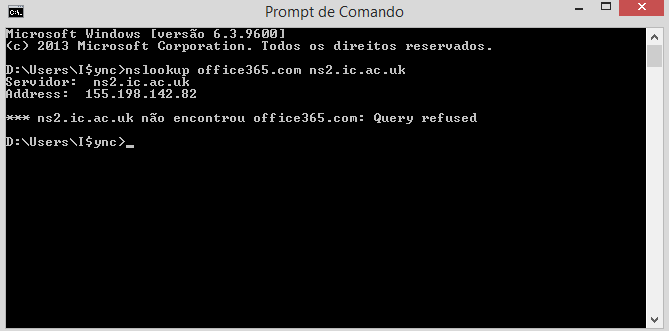 Prompt de Comando
Microsoft Windows [versão 6.3.9600]
(c) 2013 Microsoft Corporation. Todos os direitos reservados.
D:\Users\I$ync>nslookup office365.com ns2.ic.ac.uk
Servidor:  ns2.ic.ac.uk
Address:  155.198.142.82
*** ns2.ic.ac.uk não encontrou office365.com: Query refused
D:\Users\I$ync>_